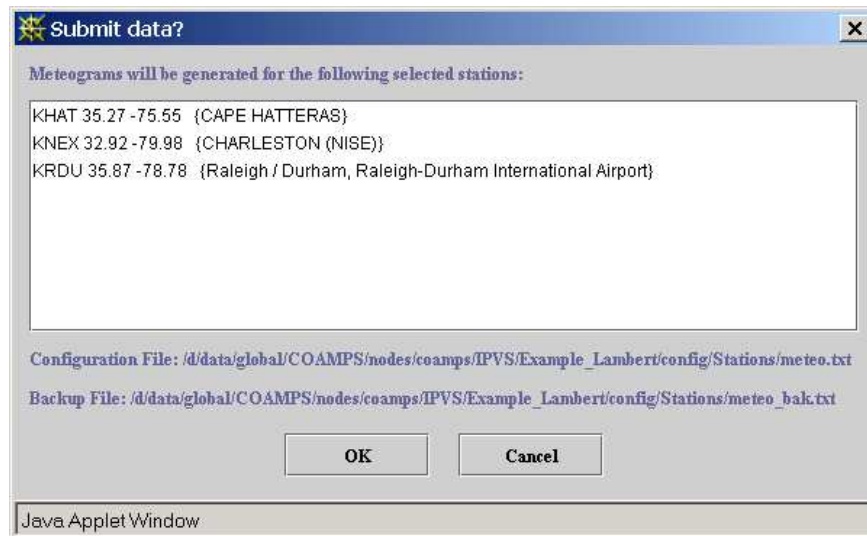 Submit data?
Meteograms will be generated for the following selected stations:
KHAT 35.27 -75.55 {CAPE HATTERAS}
KNEX 32.92 -79.98 {CHARLESTON (NISE)}
KRDU 35.87 -78.78 {Raleigh / Durham, Raleigh-Durham International Airport}
Configuration File: /d/data/global/COAMPS/nodes/coamps/IPVS/Example_Lambert/config/Stations/meteo.txt
Backup File: /d/data/global/COAMPS/nodes/coamps/IPVS/Example_Lambert/config/Stations/meteo_bak.txt
OK Cancel
Java Applet Window